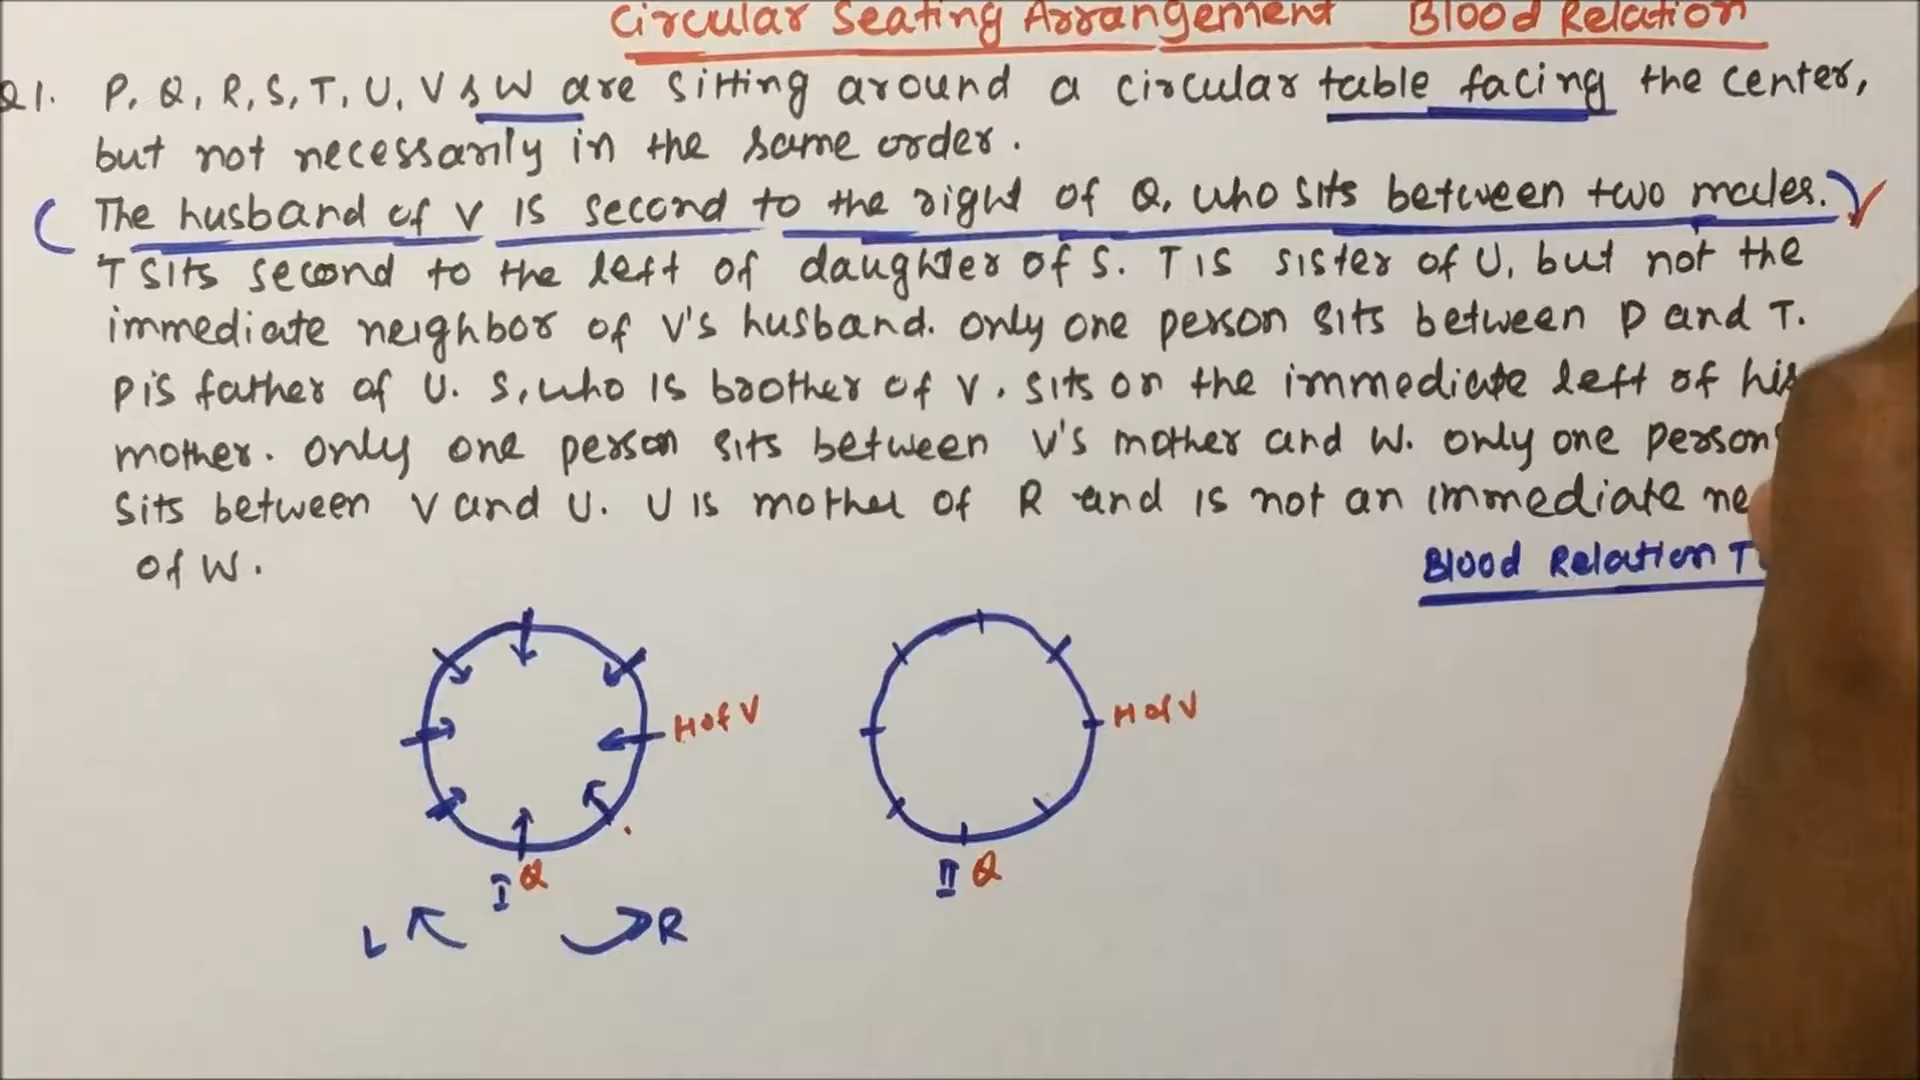 Circular Seating Arrangement Blood Relation
Q1. P, Q, R, S, T, U, V & W are sitting around a circular table facing the center,
but not necessarily in the same order.
The husband of V is second to the right of Q, who sits between two males.
T sits second to the left of daughter of S. T is sister of U, but not the
immediate neighbor of V's husband. Only one person sits between P and T.
P is father of U. S, who is brother of V, sits on the immediate left of his
mother. Only one person sits between V's mother and W. Only one person
sits between V and U. U is mother of R and is not an immediate
of W.
Blood Relation
H of V
H of V
I Q
II Q
L R